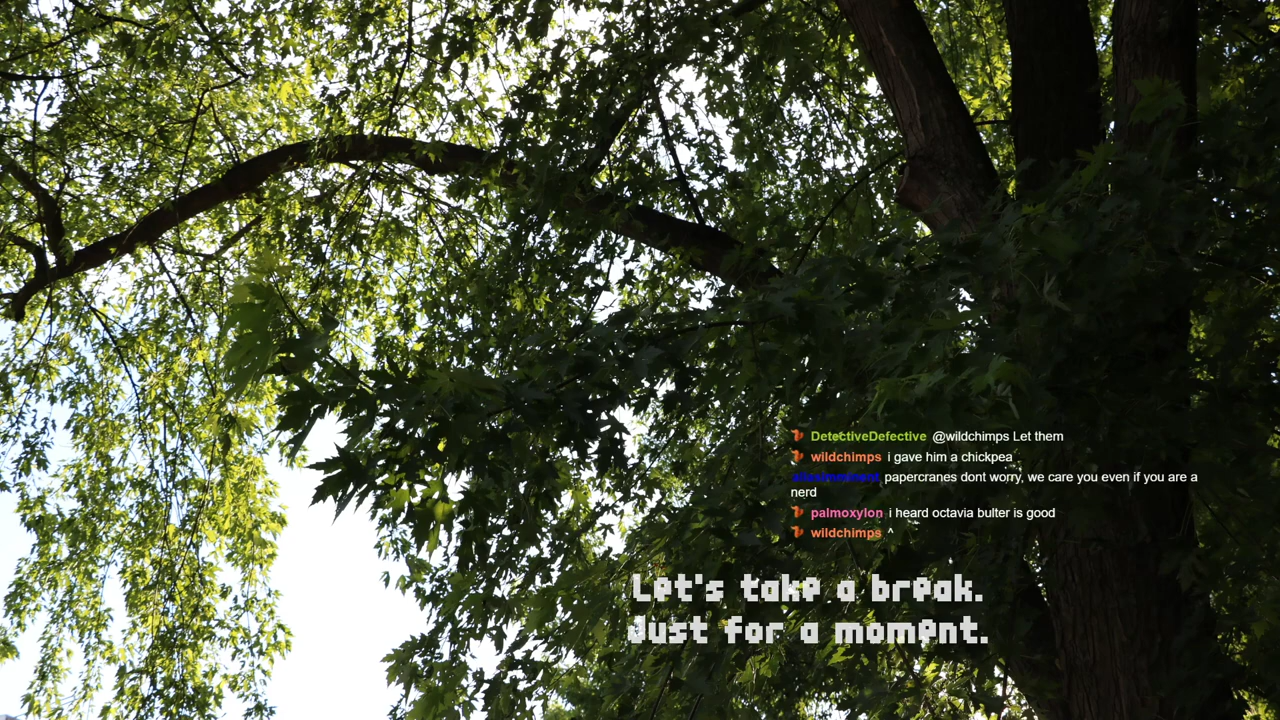 DetectiveDefective @wildchimps Let them
wildchimps i gave him a chickpea
papercranes dont worry, we care you even if you are a
nerd
palmoxylon i heard octavia bulter is good
wildchimps ^
Let's take a break.
Just for a moment.